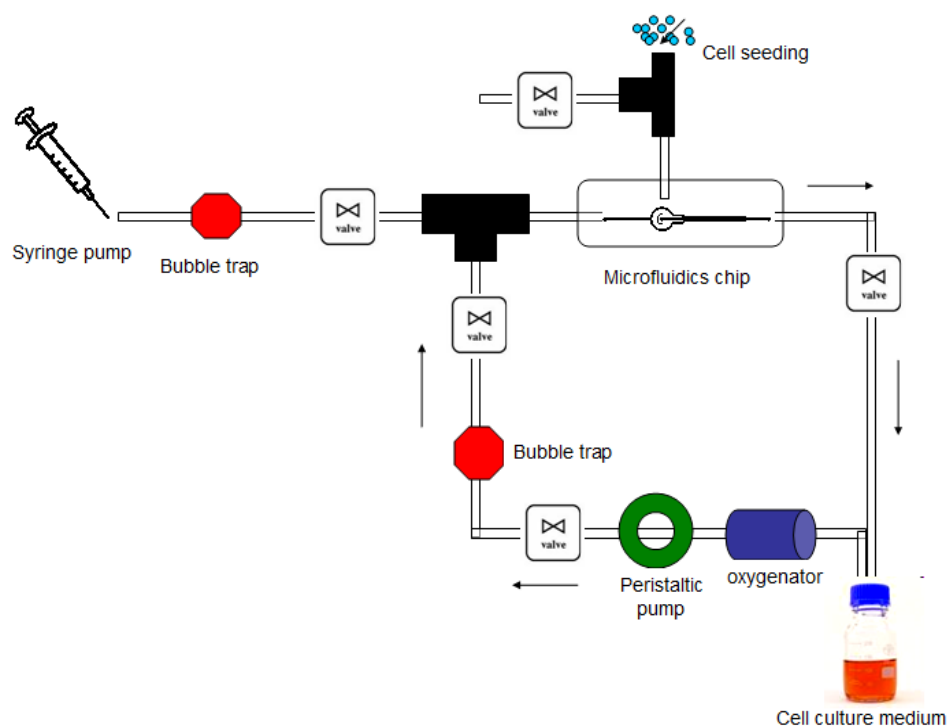 Cell seeding
valve
valve
Syringe pump
Bubble trap
Microfluidics chip
valve
valve
Bubble trap
valve
Peristaltic
pump
oxygenator
Cell culture medium